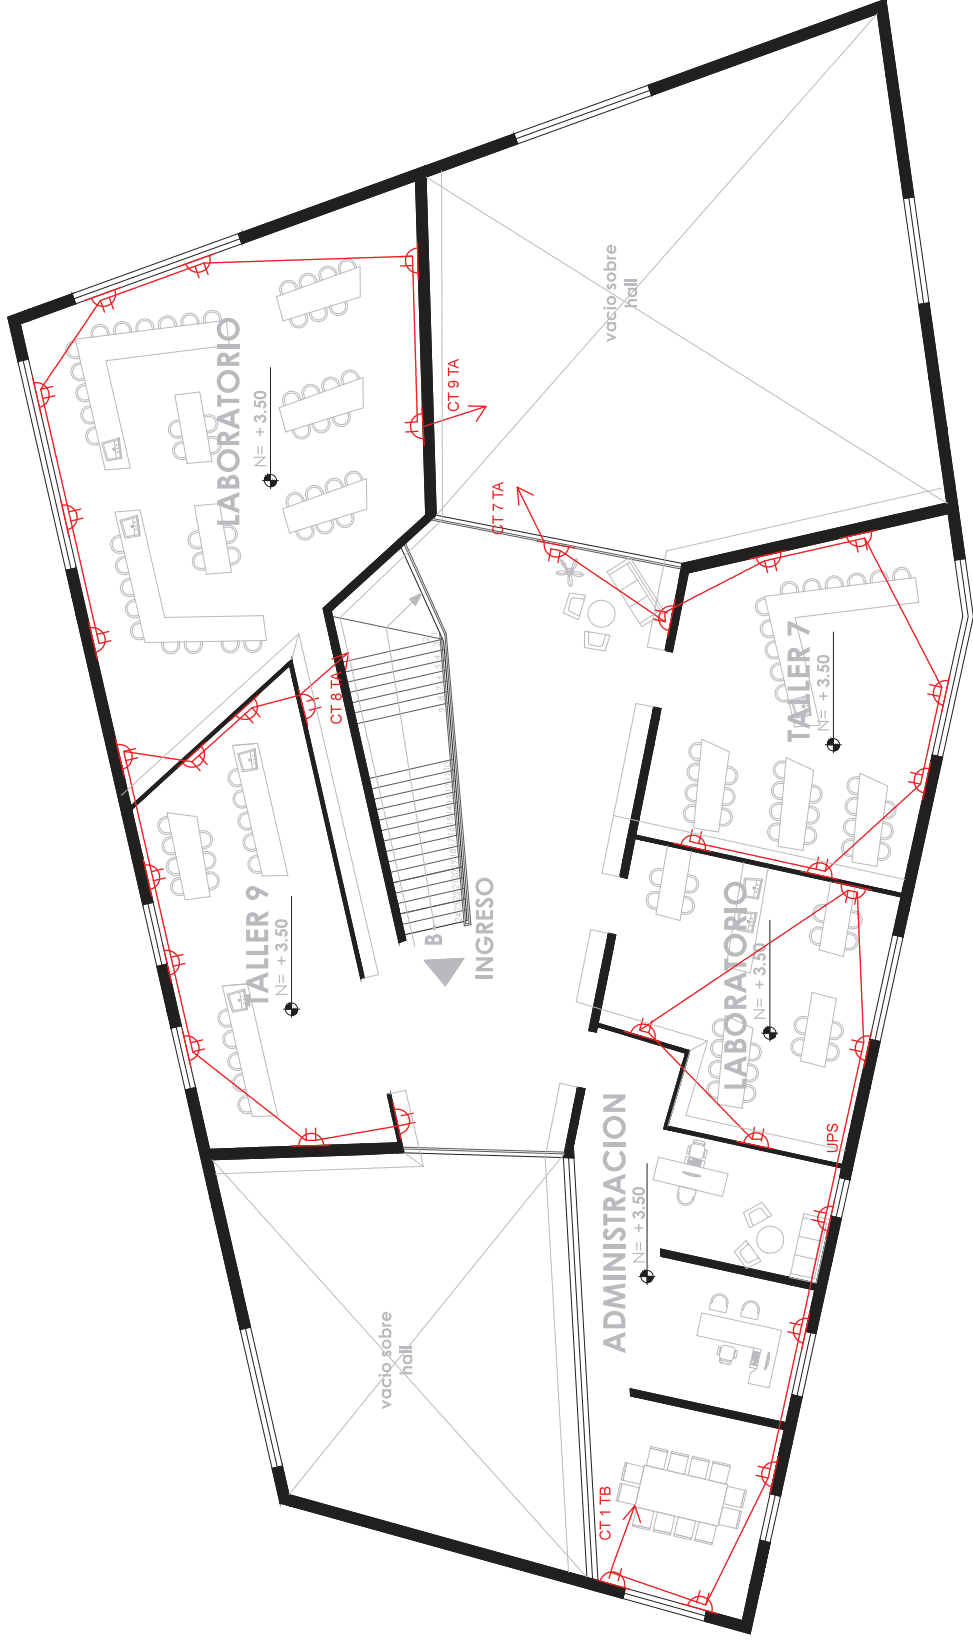 LABORATORIO
N= +3.50
CT 9 TA
vacio sobre
hall
CT 7 TA
CT 8 TA
TALLER 7
N= +3.50
TALLER 9
N= +3.50
B
INGRESO
LABORATORIO
N= +3.50
UPS
ADMINISTRACION
N= +3.50
vacio sobre
hall
CT 1 TB